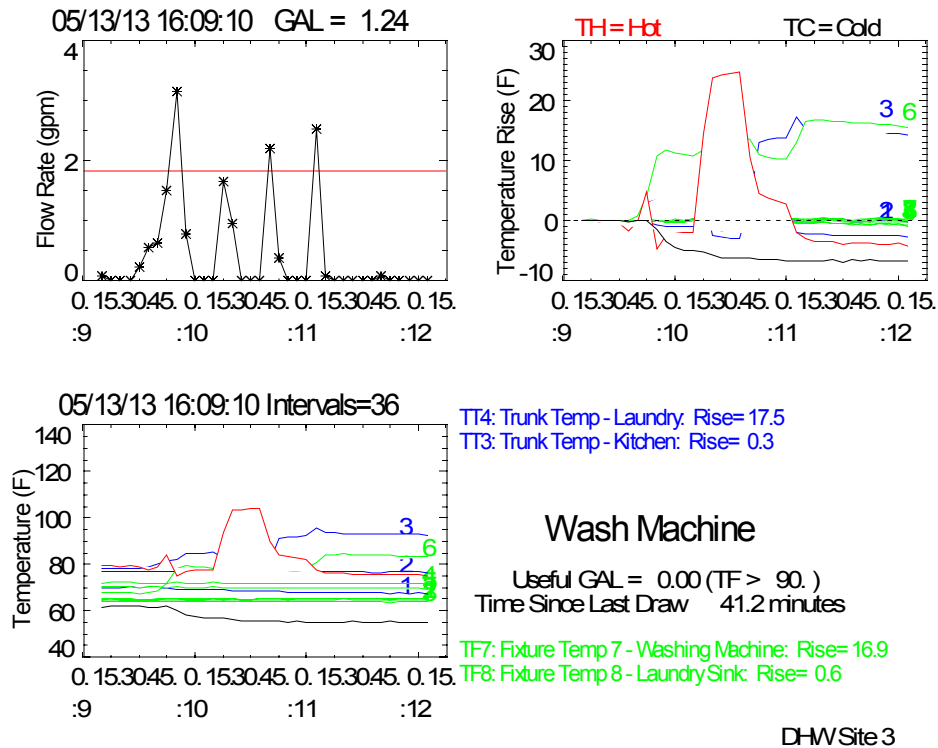 05/13/13 16:09:10 GAL = 1.24
TH = Hot TC = Cold
Flow Rate (gpm)
4
2
0
0. 15.30.45. 0. 15.30.45. 0. 15.30.45. 0. 15.
:9 :10 :11 :12
Temperature Rise (F)
30
20
10
0
-10
3
6
0. 15.30.45. 0. 15.30.45. 0. 15.30.45. 0. 15.
:9 :10 :11 :12
05/13/13 16:09:10 Intervals=36
Temperature (F)
140
120
100
80
60
40
3
6
2
1
0. 15.30.45. 0. 15.30.45. 0. 15.30.45. 0. 15.
:9 :10 :11 :12
TT4: Trunk Temp - Laundry: Rise= 17.5
TT3: Trunk Temp - Kitchen: Rise= 0.3
Wash Machine
Useful GAL = 0.00 (TF > 90. )
Time Since Last Draw 41.2 minutes
TF7: Fixture Temp 7 - Washing Machine: Rise= 16.9
TF8: Fixture Temp 8 - Laundry Sink: Rise= 0.6
DHW Site 3